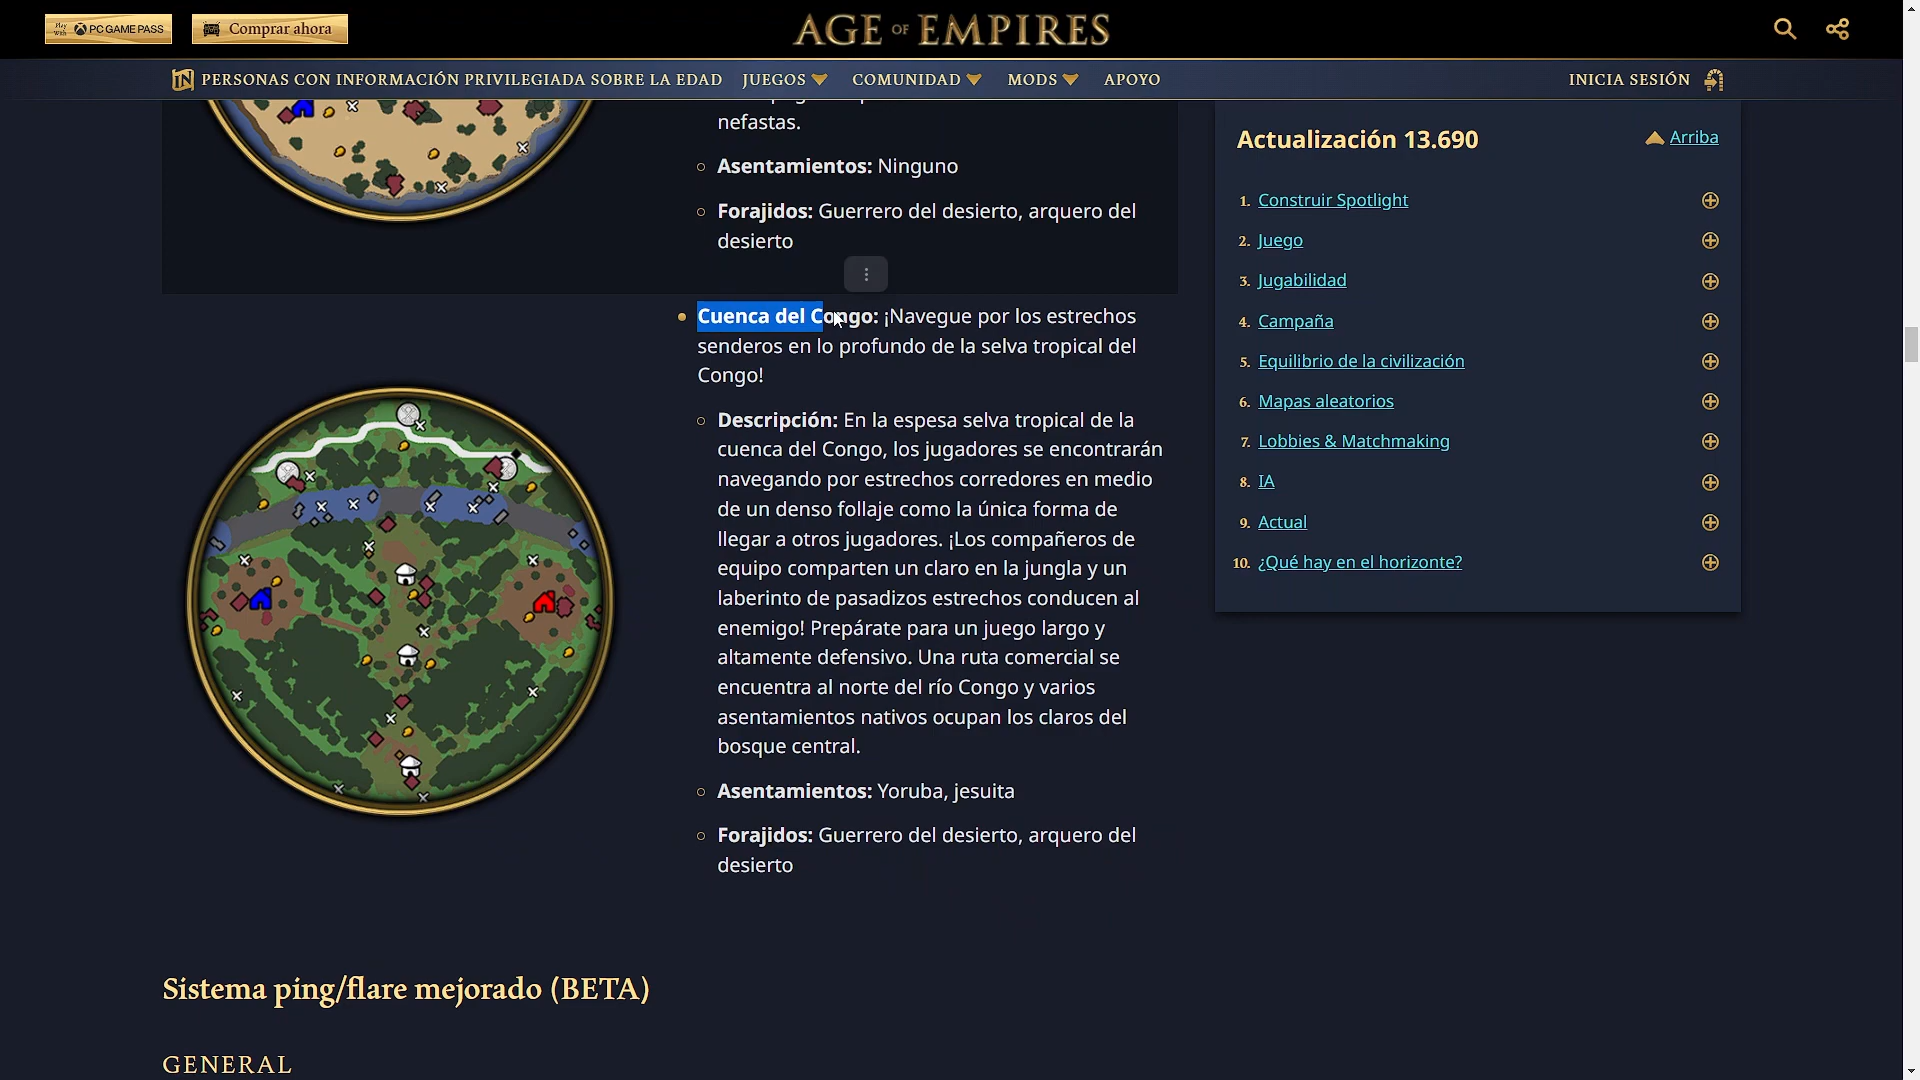 Play With PC GAME PASS
Comprar ahora
AGE OF EMPIRES
PERSONAS CON INFORMACIÓN PRIVILEGIADA SOBRE LA EDAD
JUEGOS
COMUNIDAD
MODS
APOYO
INICIA SESIÓN
nefastas.
Asentamientos: Ninguno
Forajidos: Guerrero del desierto, arquero del
desierto
Cuenca del Congo: ¡Navegue por los estrechos
senderos en lo profundo de la selva tropical del
Congo!
Descripción: En la espesa selva tropical de la
cuenca del Congo, los jugadores se encontrarán
navegando por estrechos corredores en medio
de un denso follaje como la única forma de
llegar a otros jugadores. ¡Los compañeros de
equipo comparten un claro en la jungla y un
laberinto de pasadizos estrechos conducen al
enemigo! Prepárate para un juego largo y
altamente defensivo. Una ruta comercial se
encuentra al norte del río Congo y varios
asentamientos nativos ocupan los claros del
bosque central.
Asentamientos: Yoruba, jesuita
Forajidos: Guerrero del desierto, arquero del
desierto
Sistema ping/flare mejorado (BETA)
GENERAL
Actualización 13.690
Arriba
1. Construir Spotlight
2. Juego
3. Jugabilidad
4. Campaña
5. Equilibrio de la civilización
6. Mapas aleatorios
7. Lobbies & Matchmaking
8. IA
9. Actual
10. ¿Qué hay en el horizonte?